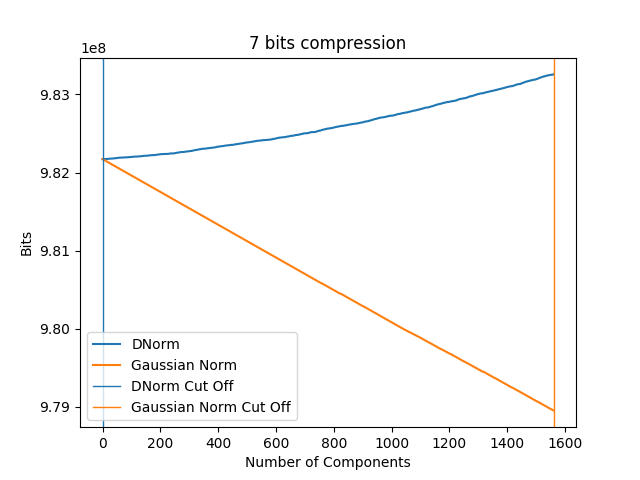 7 bits compression
1e8
9.83
9.82
9.81
9.80
9.79
Bits
DNorm
Gaussian Norm
DNorm Cut Off
Gaussian Norm Cut Off
0 200 400 600 800 1000 1200 1400 1600
Number of Components